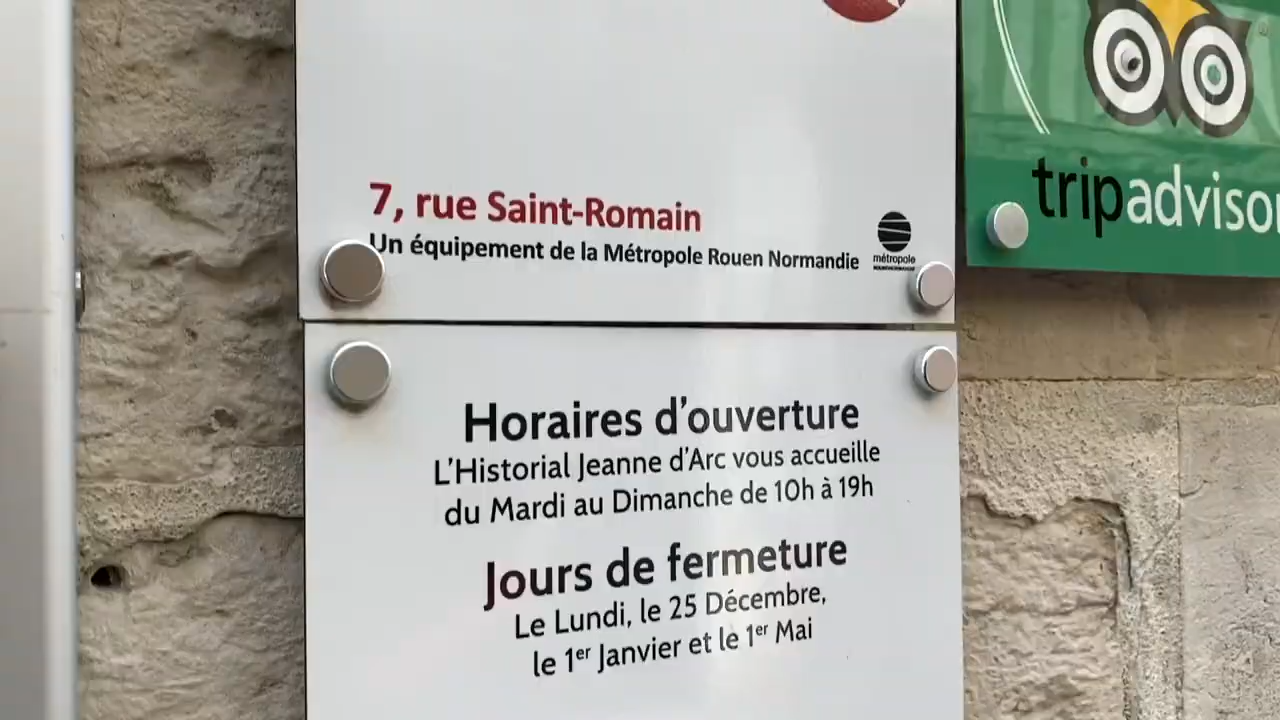 7, rue Saint-Romain
Un équipement de la Métropole Rouen Normandie
métropole
Horaires d'ouverture
L'Historial Jeanne d'Arc vous accueille
du Mardi au Dimanche de 10h à 19h
Jours de fermeture
Le Lundi, le 25 Décembre,
le 1er Janvier et le 1er Mai
tripadvisor